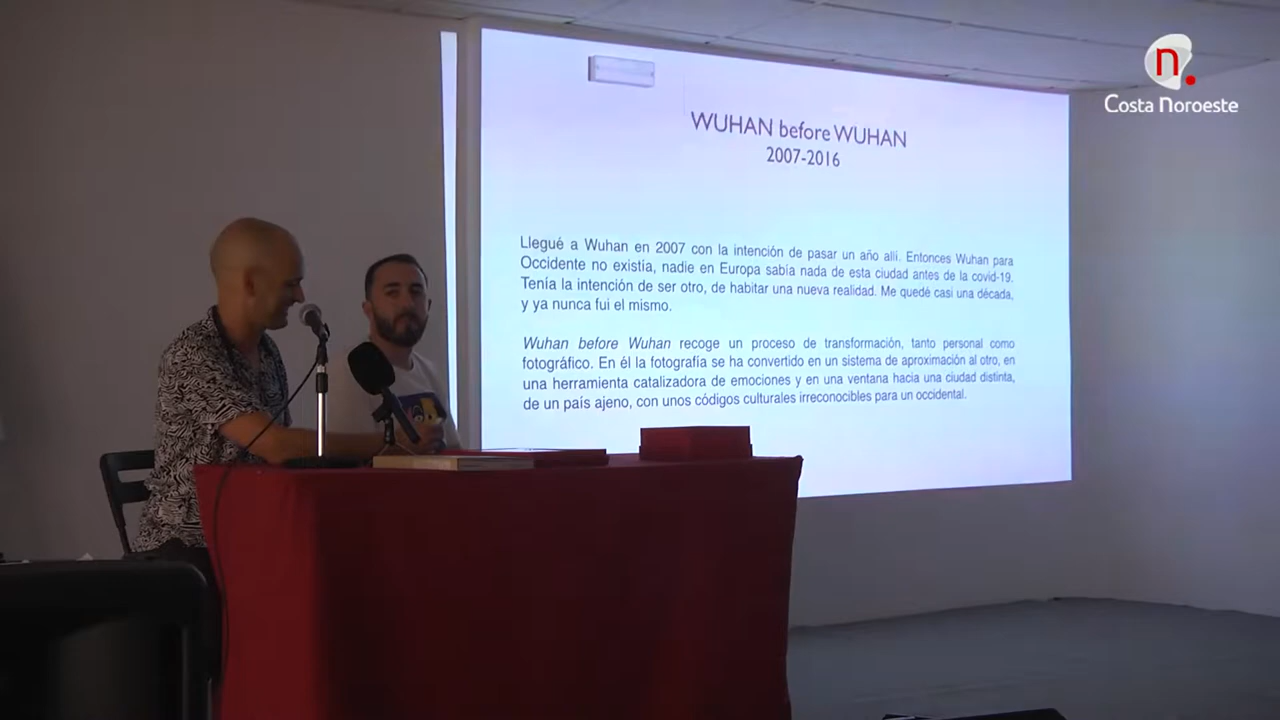 n.
Costa Noroeste
WUHAN before WUHAN
2007-2016
Llegué a Wuhan en 2007 con la intención de pasar un año allí. Entonces Wuhan para
Occidente no existía, nadie en Europa sabía nada de esta ciudad antes de la covid-19.
Tenía la intención de ser otro, de habitar una nueva realidad. Me quedé casi una década,
y ya nunca fui el mismo.
Wuhan before Wuhan recoge un proceso de transformación, tanto personal como
fotográfico. En él la fotografía se ha convertido en un sistema de aproximación al otro, en
una herramienta catalizadora de emociones y en una ventana hacia una ciudad distinta,
de un país ajeno, con unos códigos culturales irreconocibles para un occidental.